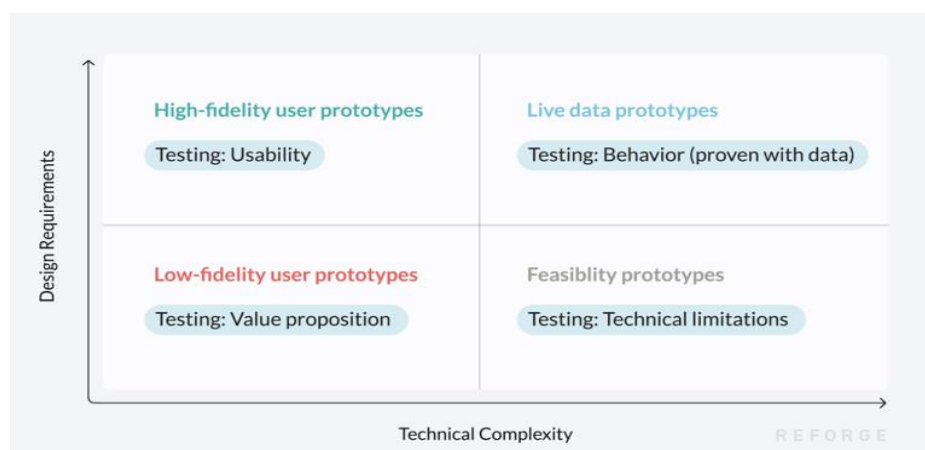 High-fidelity user prototypes
Testing: Usability
Live data prototypes
Testing: Behavior (proven with data)
Design Requirements
Low-fidelity user prototypes
Testing: Value proposition
Feasiblity prototypes
Testing: Technical limitations
Technical Complexity
REFORGE